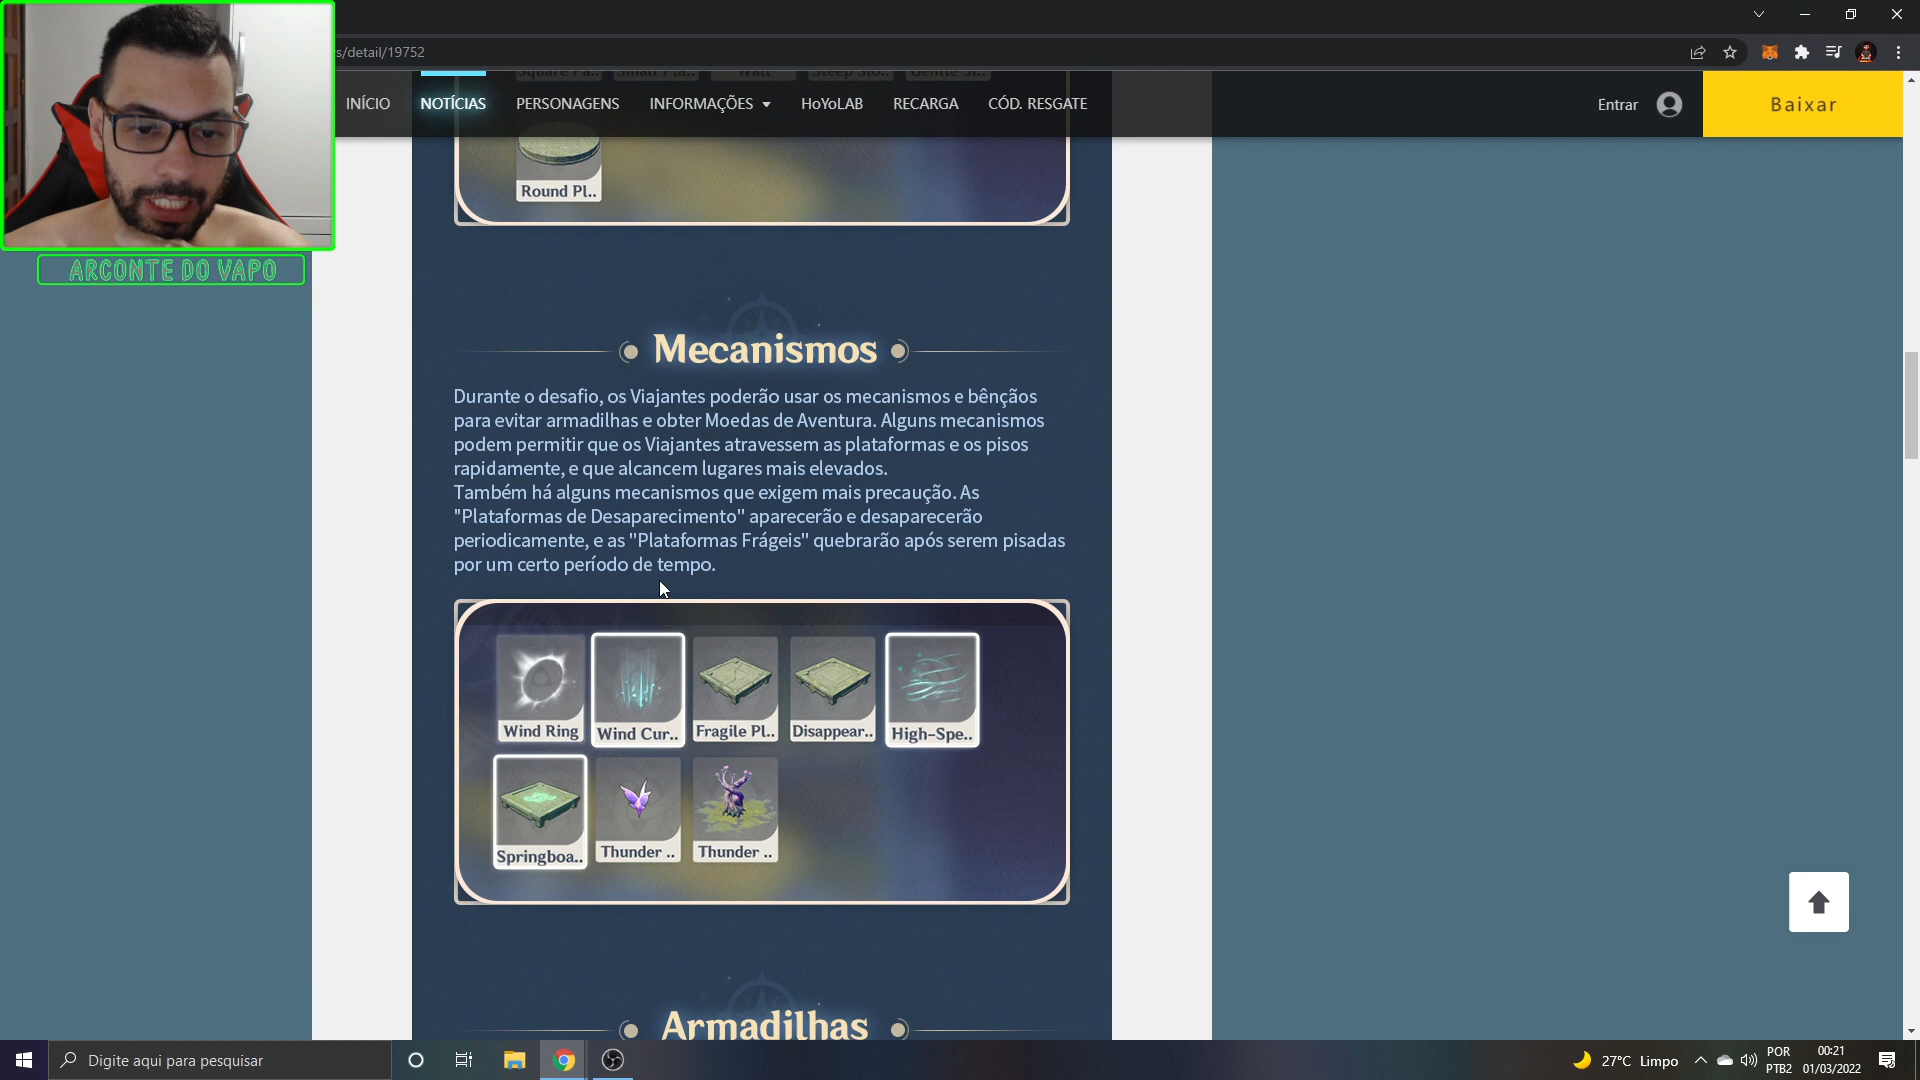 s/detail/19752
INÍCIO
NOTÍCIAS
PERSONAGENS
INFORMAÇÕES
HoYoLAB
RECARGA
CÓD. RESGATE
Entrar
Baixar
Round Pl..
ARCONTE DO VAPO
Mecanismos
Durante o desafio, os Viajantes poderão usar os mecanismos e bênçãos
para evitar armadilhas e obter Moedas de Aventura. Alguns mecanismos
podem permitir que os Viajantes atravessem as plataformas e os pisos
rapidamente, e que alcancem lugares mais elevados.
Também há alguns mecanismos que exigem mais precaução. As
"Plataformas de Desaparecimento" aparecerão e desaparecerão
periodicamente, e as "Plataformas Frágeis" quebrarão após serem pisadas
por um certo período de tempo.
Wind Ring
Wind Cur..
Fragile Pl..
Disappear..
High-Spe..
Springboa..
Thunder ..
Thunder ..
Armadilhas
Digite aqui para pesquisar
27°C Limpo
POR
PTB2
00:21
01/03/2022